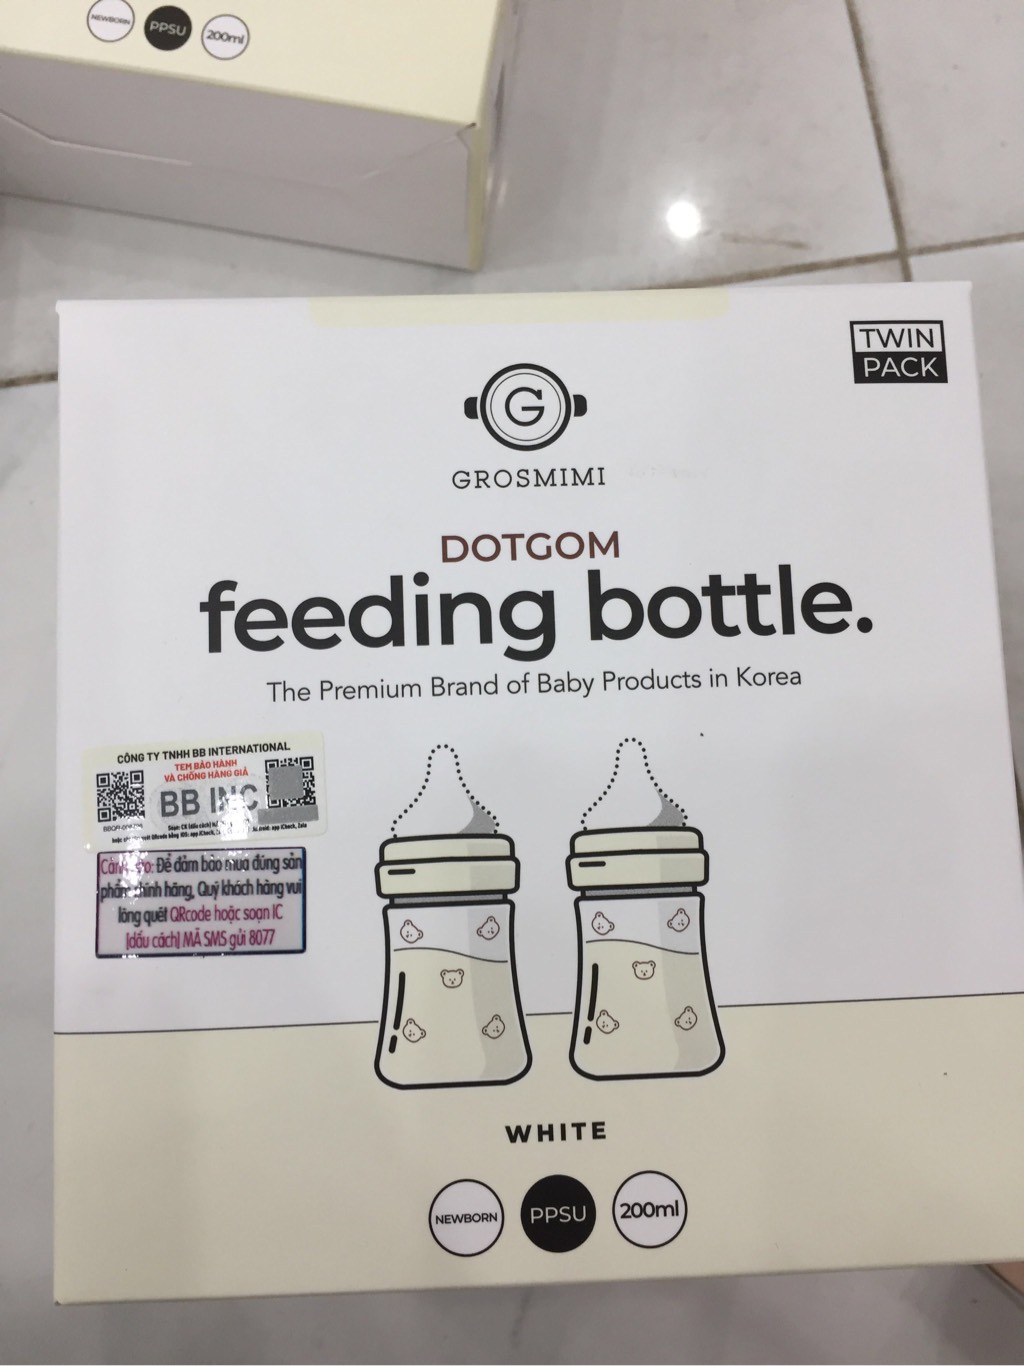 NEWBORN
PPSU
200ml
TWIN
PACK
G
GROSMIMI
DOTGOM
feeding bottle.
The Premium Brand of Baby Products in Korea
CÔNG TY TNHH BB INTERNATIONAL
TEM BẢO HÀNH
VÀ CHỐNG HÀNG GIẢ
BB INC
Để đảm bảo mua đúng sản
phẩm chính hãng, Quý khách hàng vui
lòng quét QRcode hoặc soạn IC
[dấu cách] MÃ SMS gửi 8077
WHITE
NEWBORN
PPSU
200ml